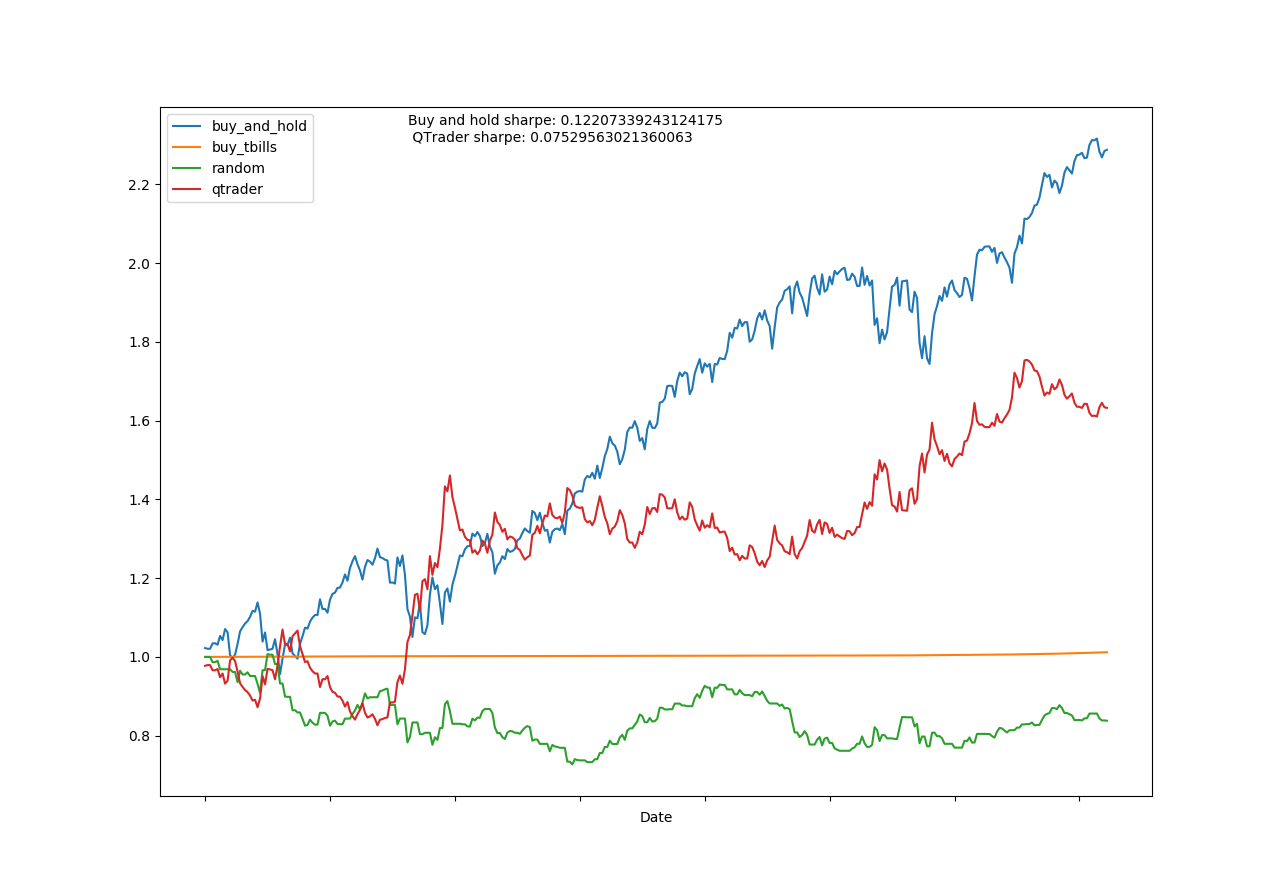 Buy and hold sharpe: 0.12207339243124175
QTrader sharpe: 0.07529563021360063
buy_and_hold
buy_tbills
random
qtrader
2.2
2.0
1.8
1.6
1.4
1.2
1.0
0.8
Date